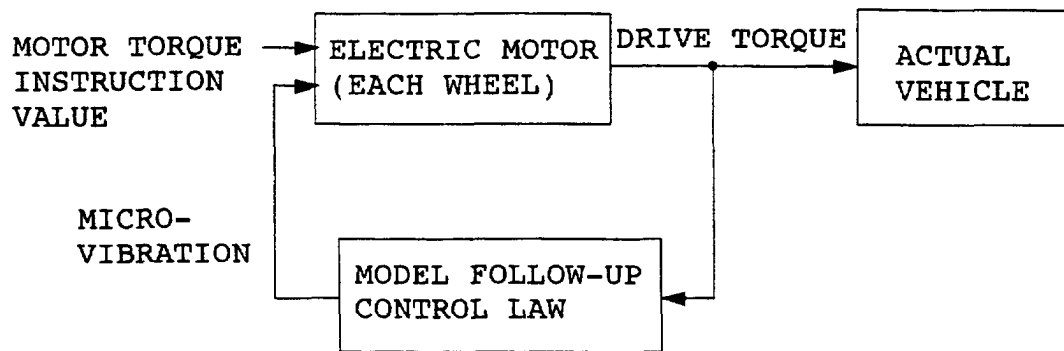 MOTOR TORQUE
INSTRUCTION
VALUE
ELECTRIC MOTOR
(EACH WHEEL)
DRIVE TORQUE
ACTUAL
VEHICLE
MICRO-
VIBRATION
MODEL FOLLOW-UP
CONTROL LAW